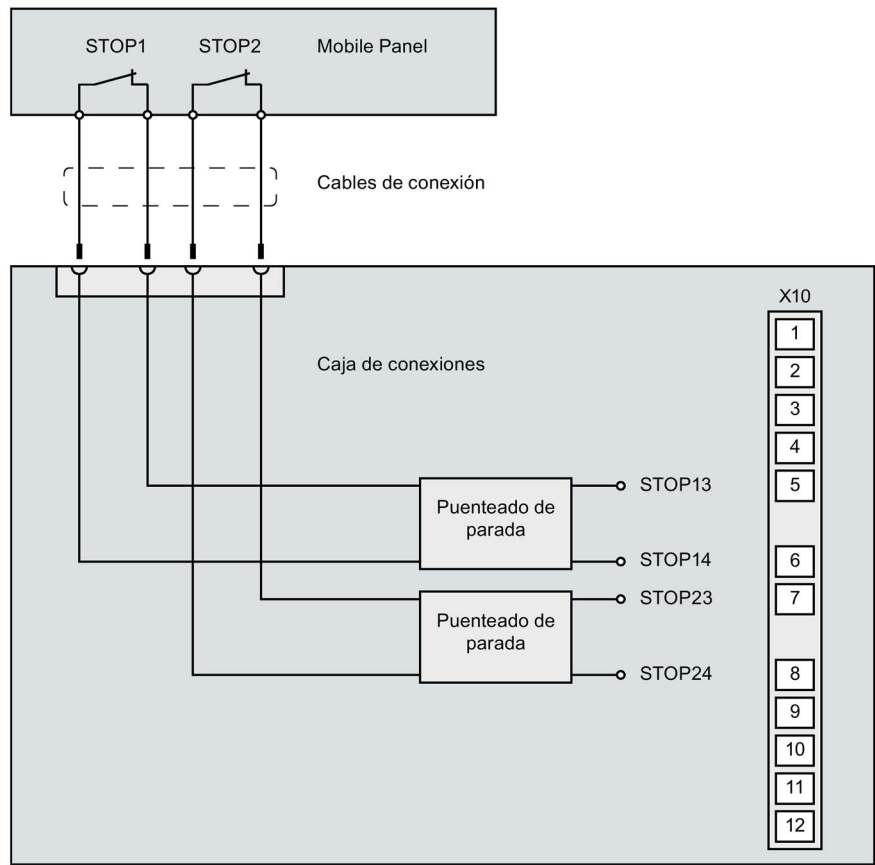 STOP1 STOP2 Mobile Panel
Cables de conexión
X10
1
2
Caja de conexiones
3
4
5
STOP13
Puenteado de
parada
STOP14
6
STOP23
7
Puenteado de
parada
STOP24
8
9
10
11
12